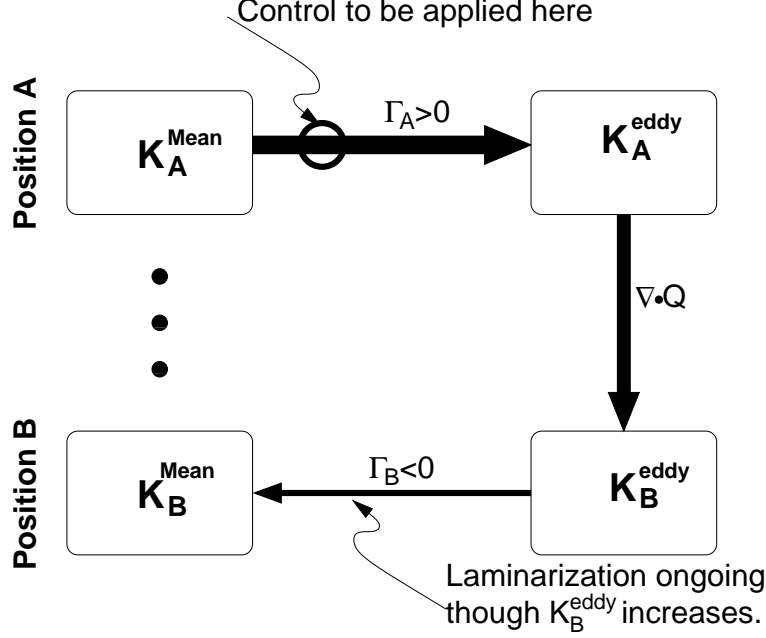 Control to be applied here
Position A
K_A^Mean
Γ_A>0
K_A^eddy
∇•Q
Position B
K_B^Mean
Γ_B<0
K_B^eddy
Laminarization ongoing
though K_B^eddy increases.